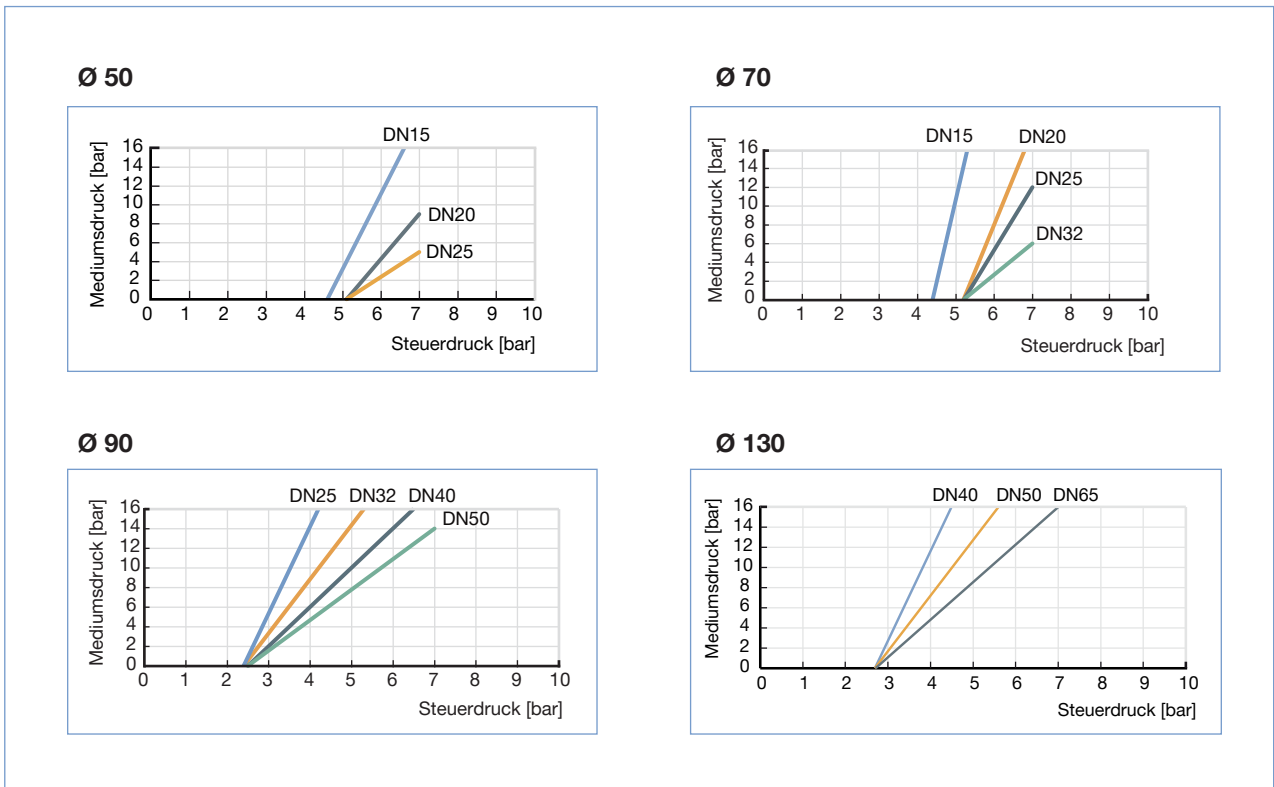 Ø 50
DN15
DN20
DN25
Mediumsdruck [bar]
16
14
12
10
8
6
4
2
0
0 1 2 3 4 5 6 7 8 9 10
Steuerdruck [bar]
Ø 70
DN15 DN20
DN25
DN32
Mediumsdruck [bar]
16
14
12
10
8
6
4
2
0
0 1 2 3 4 5 6 7 8 9 10
Steuerdruck [bar]
Ø 90
DN25 DN32 DN40
DN50
Mediumsdruck [bar]
16
14
12
10
8
6
4
2
0
0 1 2 3 4 5 6 7 8 9 10
Steuerdruck [bar]
Ø 130
DN40 DN50 DN65
Mediumsdruck [bar]
16
14
12
10
8
6
4
2
0
0 1 2 3 4 5 6 7 8 9 10
Steuerdruck [bar]